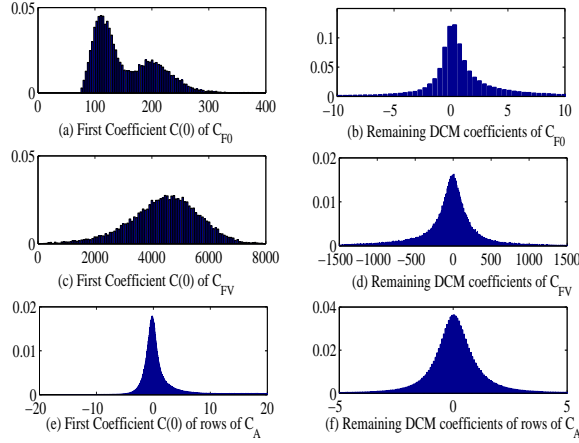 0.05
0
0 100 200 300 400
(a) First Coefficient C(0) of C_F0
0.1
0.05
0
−10 −5 0 5 10
(b) Remaining DCM coefficients of C_F0
0.05
0
0 2000 4000 6000 8000
(c) First Coefficient C(0) of C_FV
0.02
0.01
0
−1500 −1000 −500 0 500 1000 1500
(d) Remaining DCM coefficients of C_FV
0.02
0.01
0
−20 −10 0 10 20
(e) First Coefficient C(0) of rows of C_A
0.04
0.02
0
−5 0 5
(f) Remaining DCM coefficients of rows of C_A